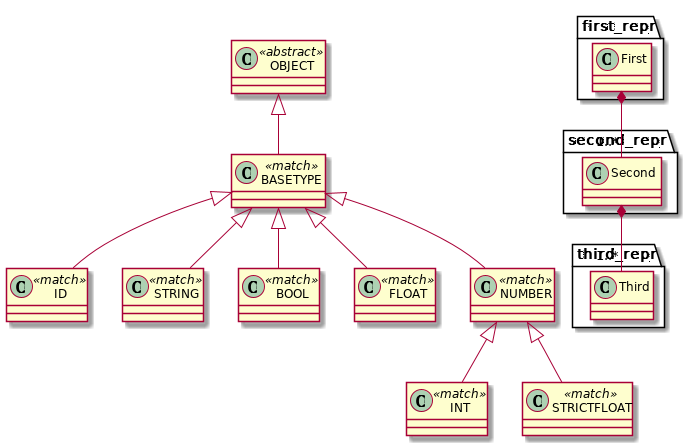 first_repr
C First
«abstract»
C OBJECT
second_repr
C Second
«match»
C BASETYPE
third_repr
C Third
«match»
C ID
«match»
C STRING
«match»
C BOOL
«match»
C FLOAT
«match»
C NUMBER
«match»
C INT
«match»
C STRICTFLOAT